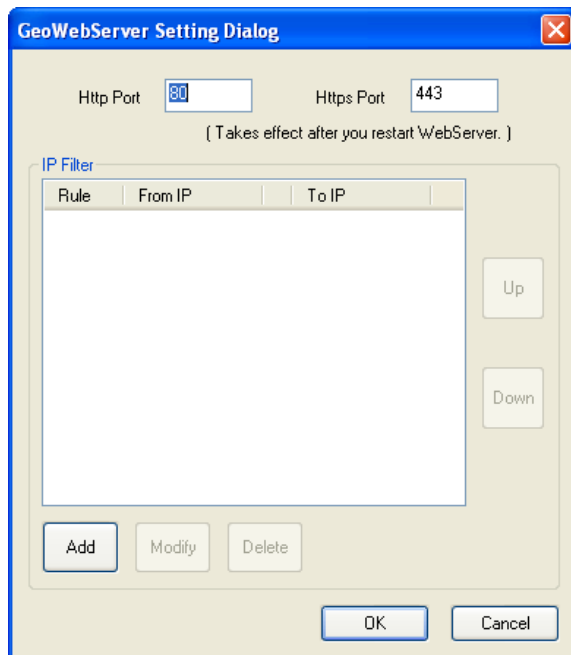 GeoWebServer Setting Dialog
Http Port 80 Https Port 443
( Takes effect after you restart WebServer. )
IP Filter
Rule From IP To IP
Up
Down
Add Modify Delete
OK Cancel